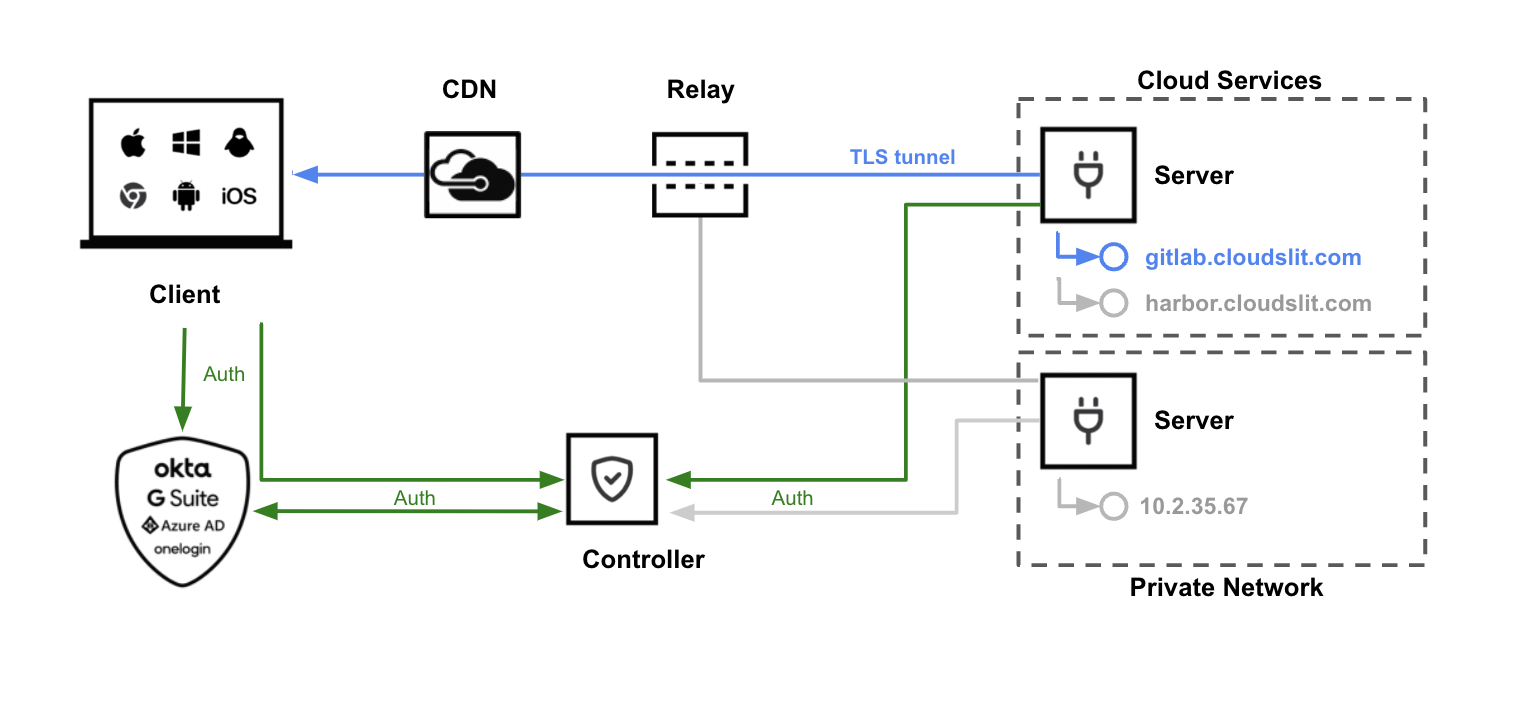 Cloud Services
CDN
Relay
TLS tunnel
Server
iOS
gitlab.cloudslit.com
Client
harbor.cloudslit.com
Auth
Server
okta
G Suite
Azure AD
onelogin
Auth
Auth
10.2.35.67
Controller
Private Network